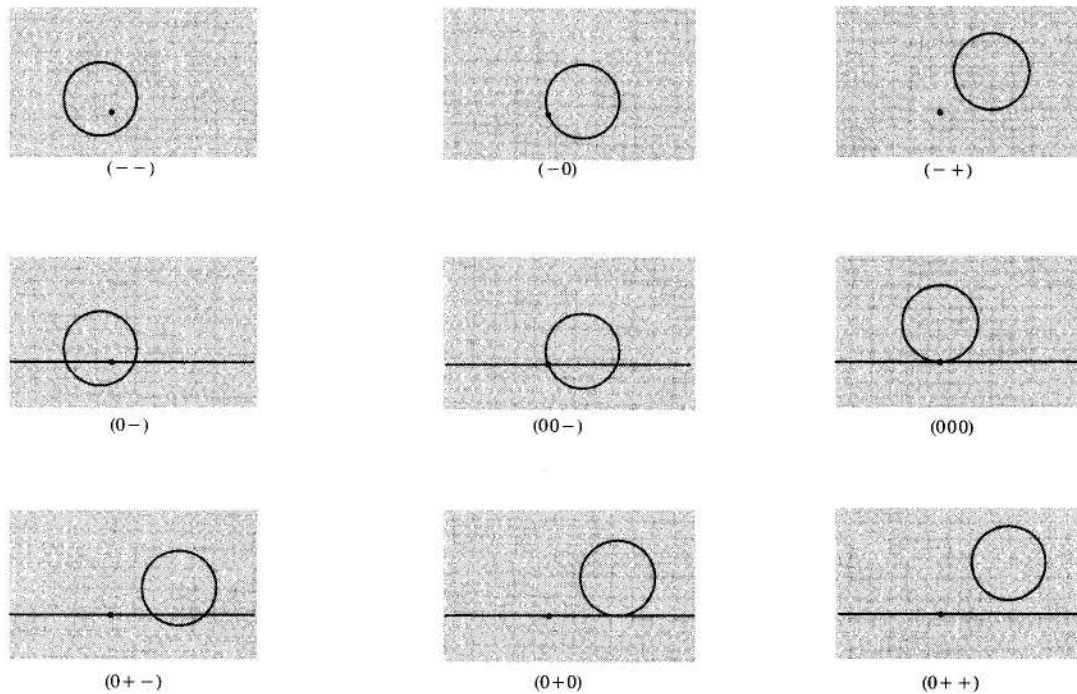 (− −) (−0) (− +)
(0−) (00−) (000)
(0+ −) (0+0) (0+ +)